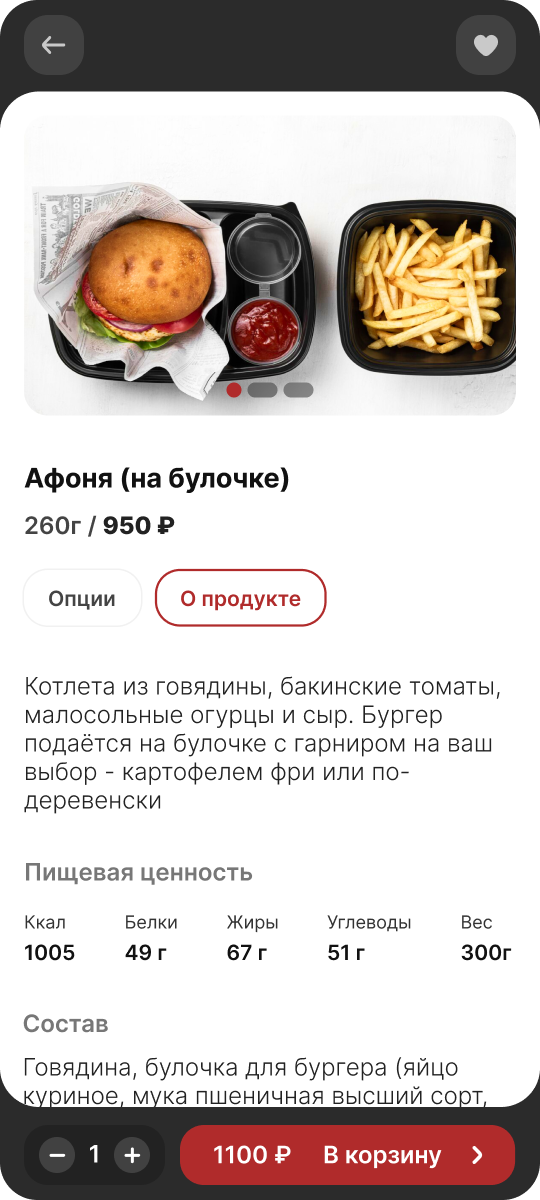 Афоня (на булочке)
260г / 950 ₽
Опции
О продукте
Котлета из говядины, бакинские томаты,
малосольные огурцы и сыр. Бургер
подаётся на булочке с гарниром на ваш
выбор - картофелем фри или по-
деревенски
Пищевая ценность
Ккал Белки Жиры Углеводы Вес
1005 49 г 67 г 51 г 300г
Состав
Говядина, булочка для бургера (яйцо
куриное, мука пшеничная высший сорт,
1 1100 ₽ В корзину